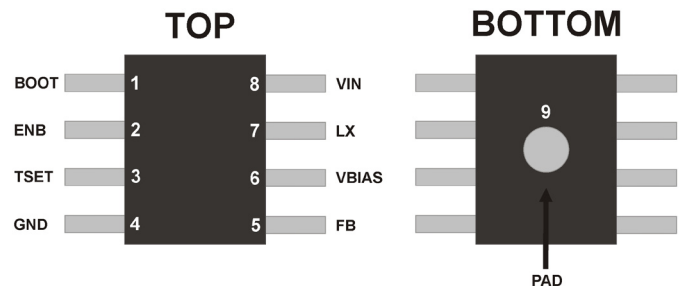 TOP
BOTTOM
BOOT 1 8 VIN
ENB 2 7 LX
TSET 3 6 VBIAS
GND 4 5 FB
9
PAD